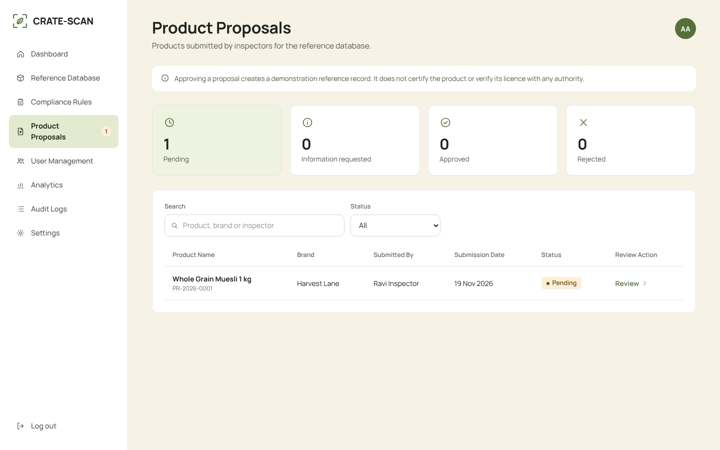 CRATE-SCAN
Dashboard
Reference Database
Compliance Rules
Product
Proposals
1
User Management
Analytics
Audit Logs
Settings
Log out
Product Proposals
Products submitted by inspectors for the reference database.
AA
Approving a proposal creates a demonstration reference record. It does not certify the product or verify its licence with any authority.
1
Pending
0
Information requested
0
Approved
0
Rejected
Search
Product, brand or inspector
Status
All
Product Name Brand Submitted By Submission Date Status Review Action
Whole Grain Muesli 1 kg
PR-2026-0001
Harvest Lane Ravi Inspector 19 Nov 2026 Pending Review